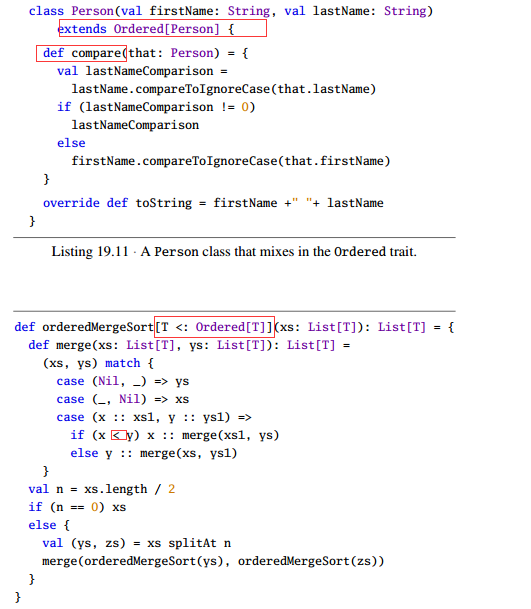 class Person(val firstName: String, val lastName: String)
extends Ordered[Person] {
def compare(that: Person) = {
val lastNameComparison =
lastName.compareToIgnoreCase(that.lastName)
if (lastNameComparison != 0)
lastNameComparison
else
firstName.compareToIgnoreCase(that.firstName)
}
override def toString = firstName +" "+ lastName
}
Listing 19.11 · A Person class that mixes in the Ordered trait.
def orderedMergeSort[T <: Ordered[T]](xs: List[T]): List[T] = {
def merge(xs: List[T], ys: List[T]): List[T] =
(xs, ys) match {
case (Nil, _) => ys
case (_, Nil) => xs
case (x :: xs1, y :: ys1) =>
if (x < y) x :: merge(xs1, ys)
else y :: merge(xs, ys1)
}
val n = xs.length / 2
if (n == 0) xs
else {
val (ys, zs) = xs splitAt n
merge(orderedMergeSort(ys), orderedMergeSort(zs))
}
}